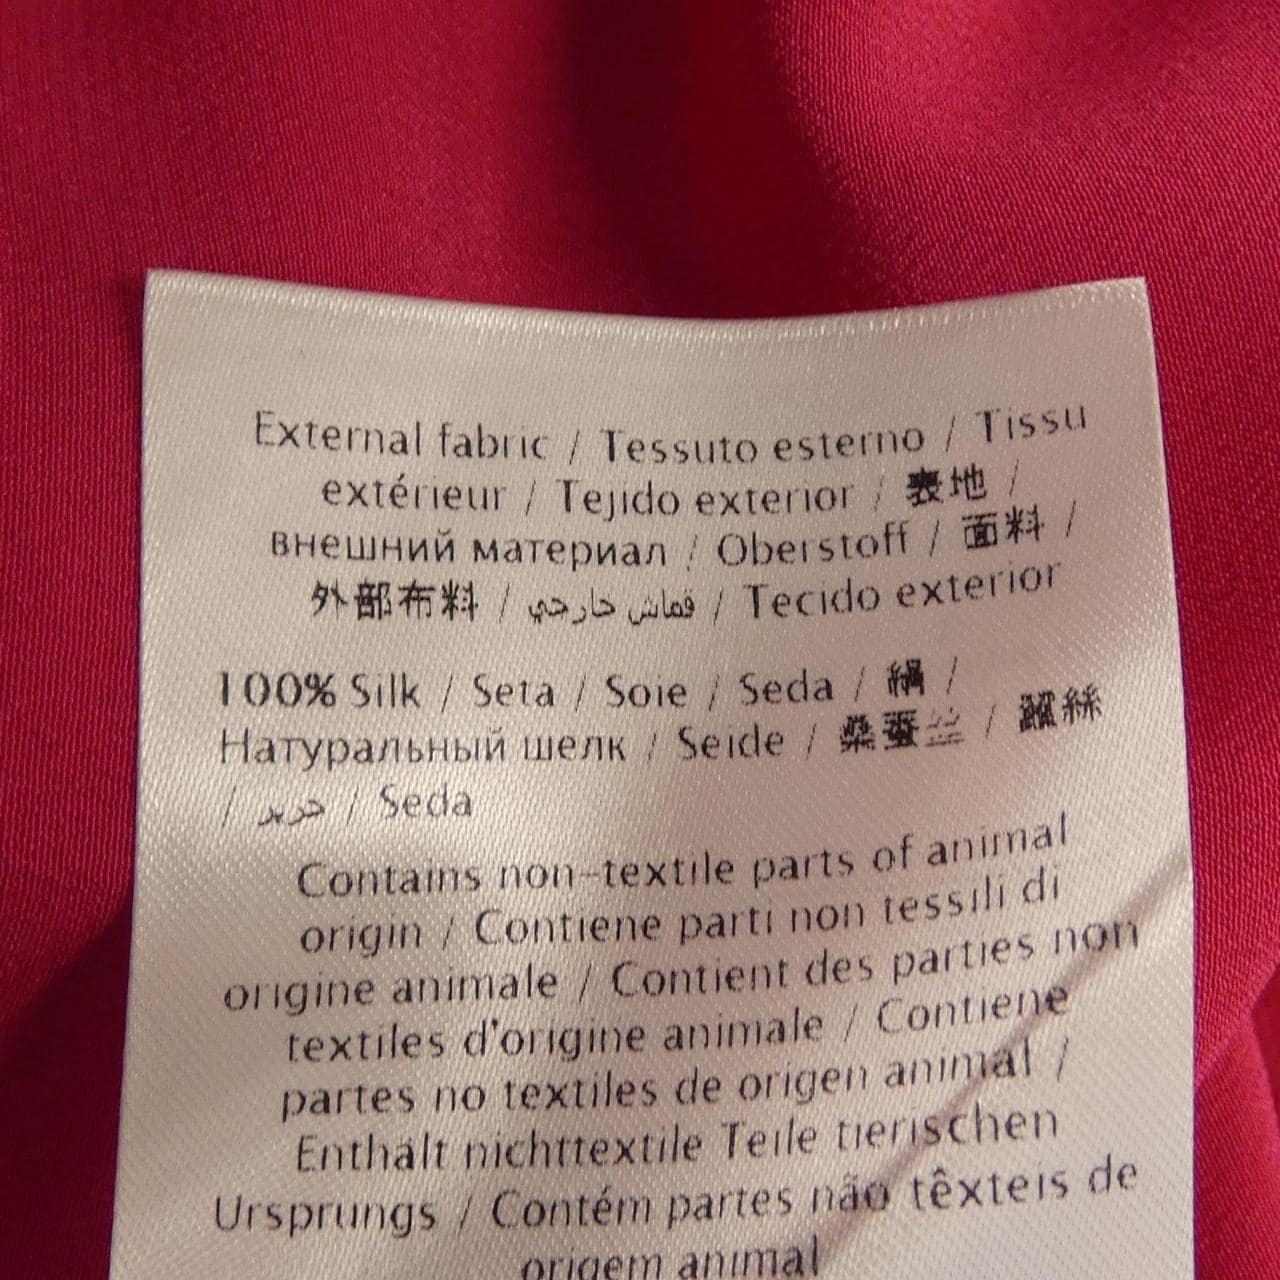 External fabric / Tessuto esterno / Tissu
extérieur / Tejido exterior / 表地 /
внешний материал / Oberstoff / 面料 /
外部布料 / قماش خارجي / Tecido exterior
100% Silk / Seta / Soie / Seda / 絹 /
Натуральный шелк / Seide / 桑蚕丝 / 蠶絲
/ حرير / Seda
Contains non-textile parts of animal
origin / Contiene parti non tessili di
origine animale / Contient des parties non
textiles d'origine animale / Contiene
partes no textiles de origen animal /
Enthält nichttextile Teile tierischen
Ursprungs / Contém partes não têxteis de
origem animal